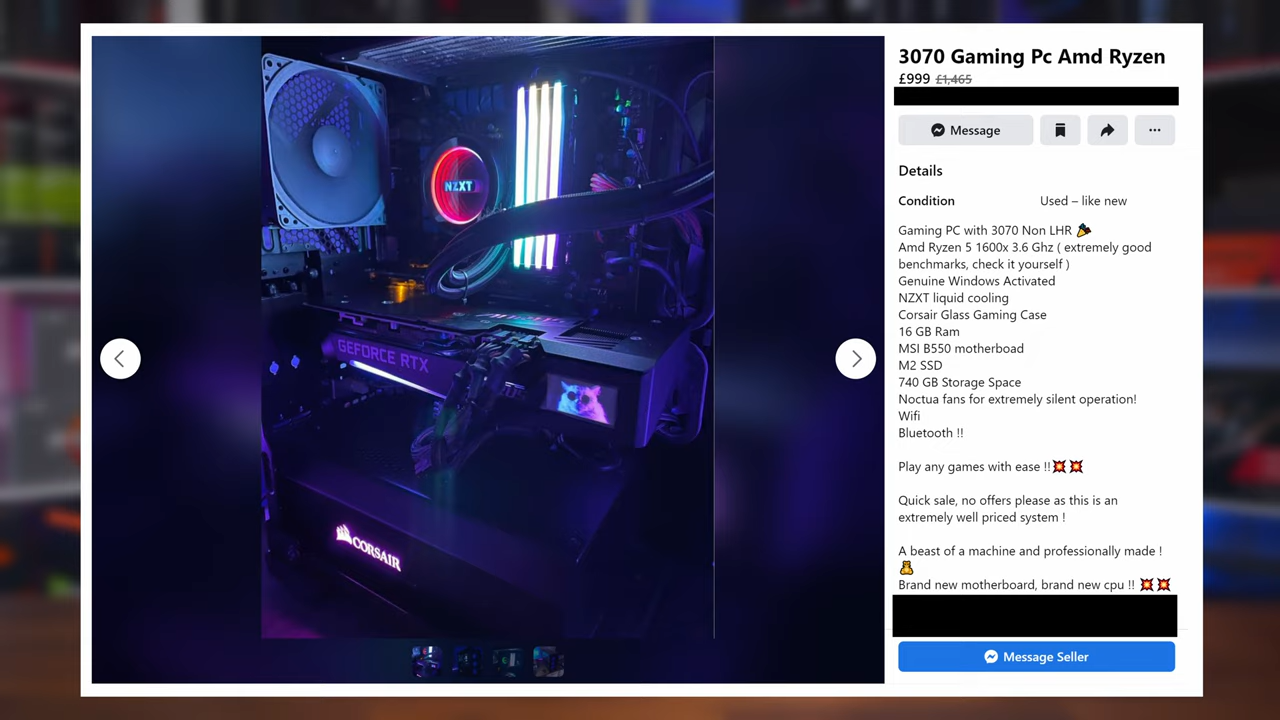 NZXT
GEFORCE RTX
CORSAIR
3070 Gaming Pc Amd Ryzen
£999 £1,465
Message
Details
Condition Used – like new
Gaming PC with 3070 Non LHR
Amd Ryzen 5 1600x 3.6 Ghz ( extremely good
benchmarks, check it yourself )
Genuine Windows Activated
NZXT liquid cooling
Corsair Glass Gaming Case
16 GB Ram
MSI B550 motherboad
M2 SSD
740 GB Storage Space
Noctua fans for extremely silent operation!
Wifi
Bluetooth !!
Play any games with ease !!💥💥
Quick sale, no offers please as this is an
extremely well priced system !
A beast of a machine and professionally made !
🧸
Brand new motherboard, brand new cpu !! 💥💥
Message Seller